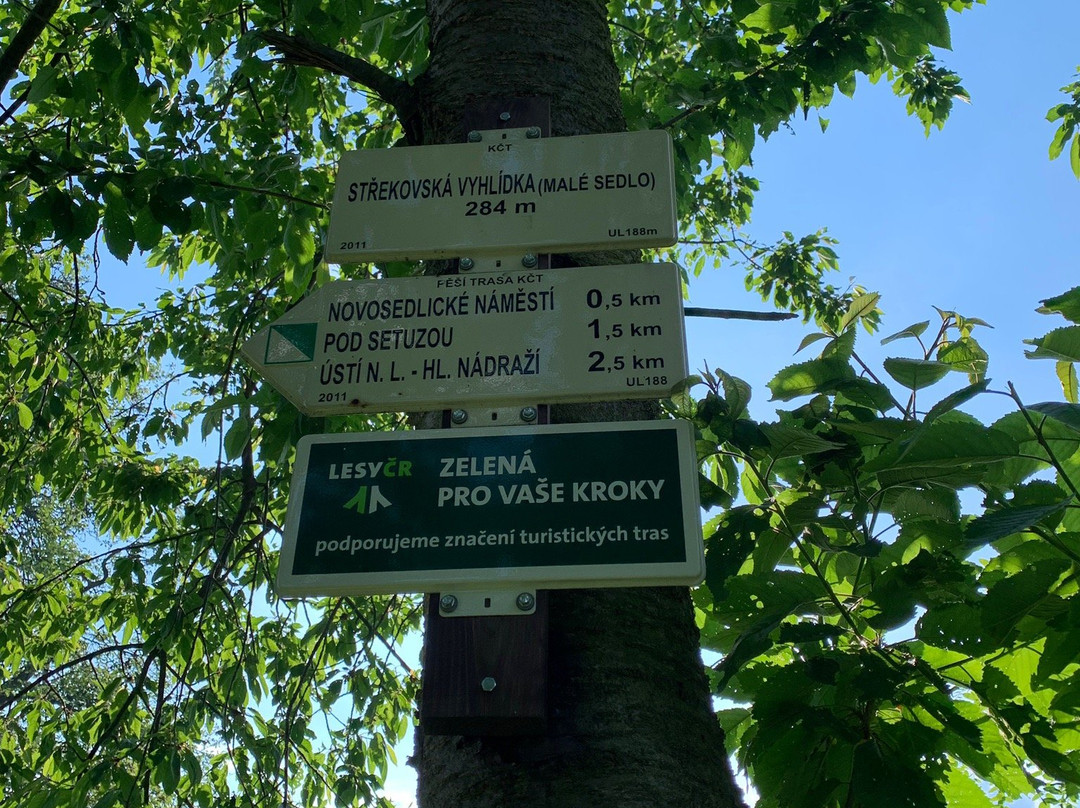 KČT
STŘEKOVSKÁ VYHLÍDKA (MALÉ SEDLO)
284 m
2011 UL188m
PĚŠÍ TRASA KČT
NOVOSEDLICKÉ NÁMĚSTÍ 0,5 km
POD SETUZOU 1,5 km
ÚSTÍ N. L. - HL. NÁDRAŽÍ 2,5 km
2011 UL188
LESYČR
ZELENÁ
PRO VAŠE KROKY
podporujeme značení turistických tras